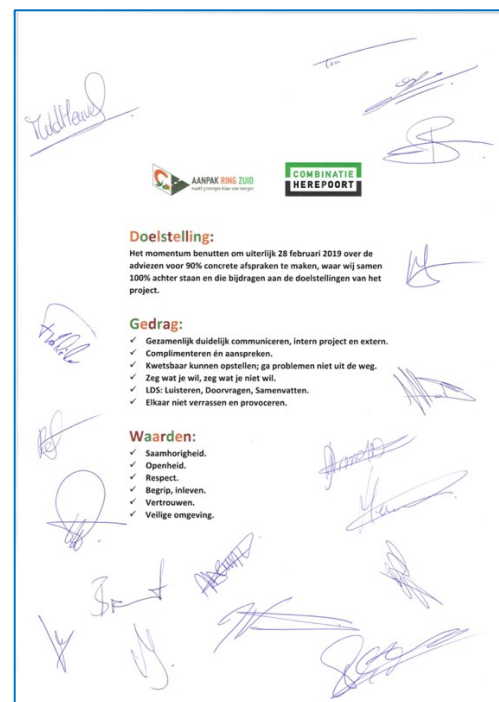 AANPAK RING ZUID
maakt groningen klaar voor morgen
COMBINATIE
HEREPOORT
Doelstelling:
Het momentum benutten om uiterlijk 28 februari 2019 over de
adviezen voor 90% concrete afspraken te maken, waar wij samen
100% achter staan en die bijdragen aan de doelstellingen van het
project.
Gedrag:
✓ Gezamenlijk duidelijk communiceren, intern project en extern.
✓ Complimenteren én aanspreken.
✓ Kwetsbaar kunnen opstellen; ga problemen niet uit de weg.
✓ Zeg wat je wil, zeg wat je niet wil.
✓ LDS: Luisteren, Doorvragen, Samenvatten.
✓ Elkaar niet verrassen en provoceren.
Waarden:
✓ Saamhorigheid.
✓ Openheid.
✓ Respect.
✓ Begrip, inleven.
✓ Vertrouwen.
✓ Veilige omgeving.